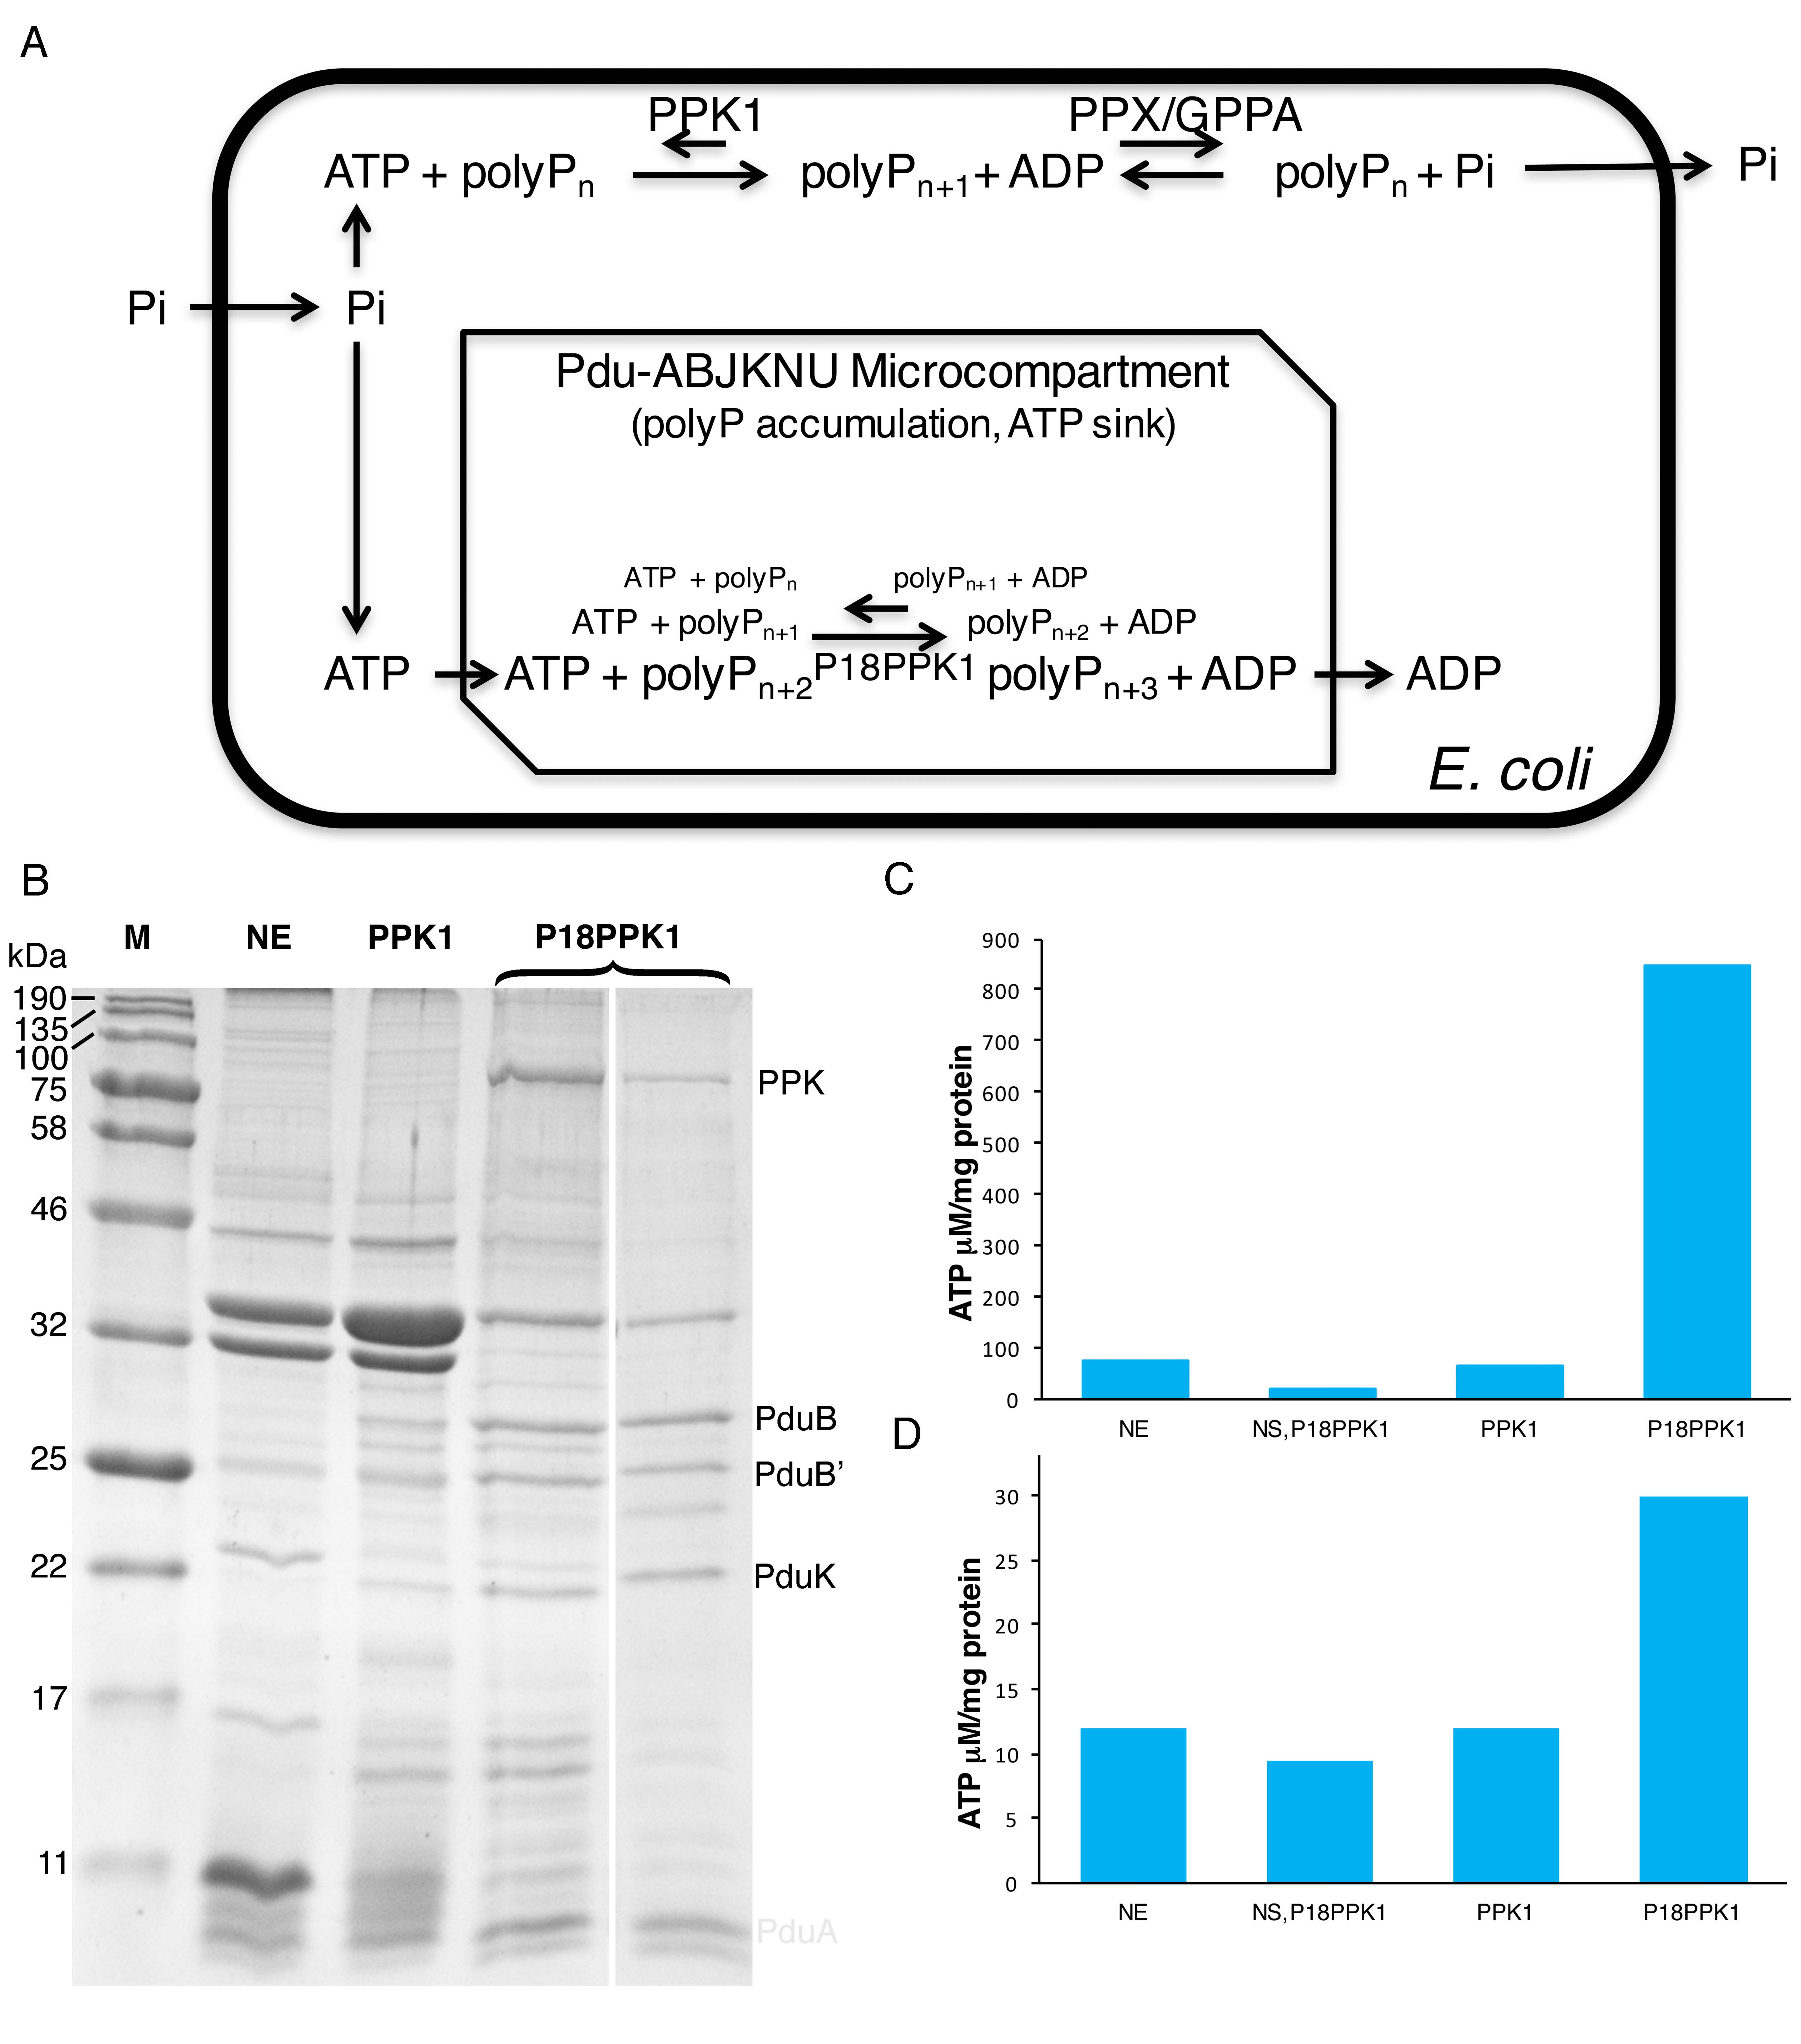 A
PPK1 PPX/GPPA
ATP + polyPn polyPn+1 + ADP polyPn + Pi Pi
Pi Pi
Pdu-ABJKNU Microcompartment
(polyP accumulation, ATP sink)
ATP + polyPn polyPn+1 + ADP
ATP + polyPn+1 polyPn+2 + ADP
ATP ATP + polyPn+2 P18PPK1 polyPn+3 + ADP ADP
E. coli
B
M NE PPK1 P18PPK1
kDa
190
135
100
75
58
46
32
25
22
17
11
PPK
PduB
PduB’
PduK
PduA
C
ATP µM/mg protein
900
800
700
600
500
400
300
200
100
0
NE NS,P18PPK1 PPK1 P18PPK1
D
ATP µM/mg protein
30
25
20
15
10
5
0
NE NS,P18PPK1 PPK1 P18PPK1